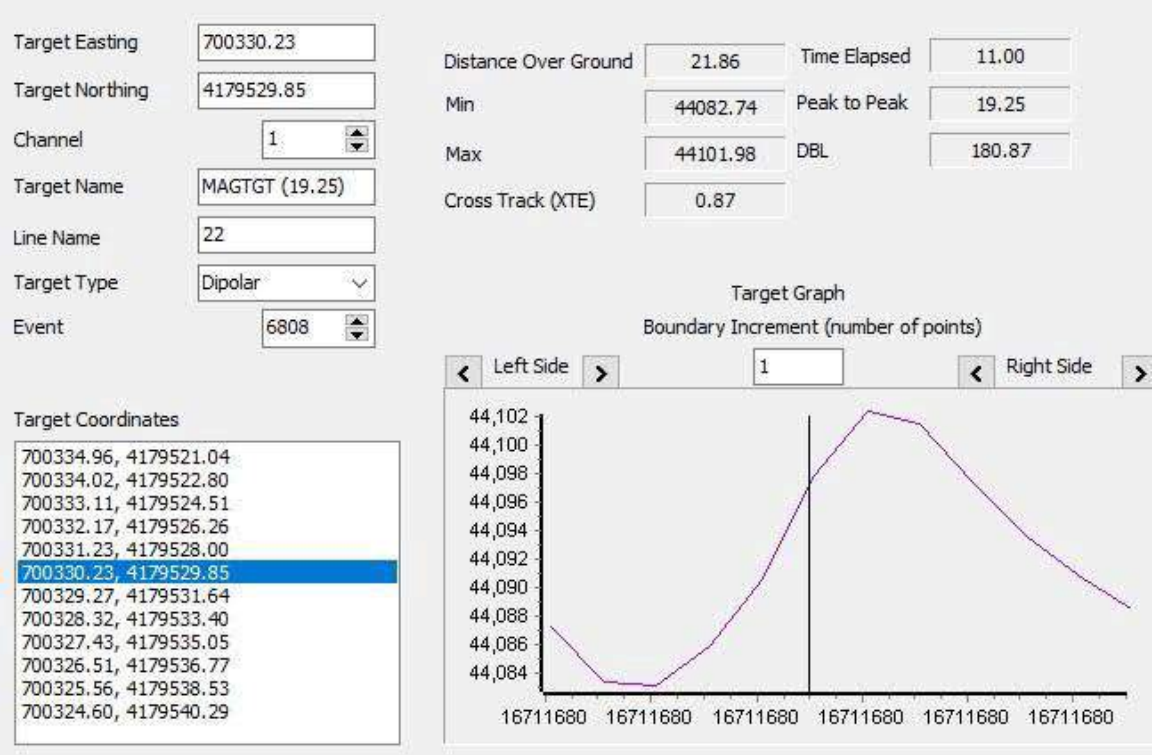 Target Easting 700330.23
Target Northing 4179529.85
Channel 1
Target Name MAGTGT (19.25)
Line Name 22
Target Type Dipolar
Event 6808
Distance Over Ground 21.86 Time Elapsed 11.00
Min 44082.74 Peak to Peak 19.25
Max 44101.98 DBL 180.87
Cross Track (XTE) 0.87
Target Graph
Boundary Increment (number of points)
< Left Side > 1 < Right Side >
Target Coordinates
700334.96, 4179521.04
700334.02, 4179522.80
700333.11, 4179524.51
700332.17, 4179526.26
700331.23, 4179528.00
700330.23, 4179529.85
700329.27, 4179531.64
700328.32, 4179533.40
700327.43, 4179535.05
700326.51, 4179536.77
700325.56, 4179538.53
700324.60, 4179540.29
44,102
44,100
44,098
44,096
44,094
44,092
44,090
44,088
44,086
44,084
16711680 16711680 16711680 16711680 16711680 16711680